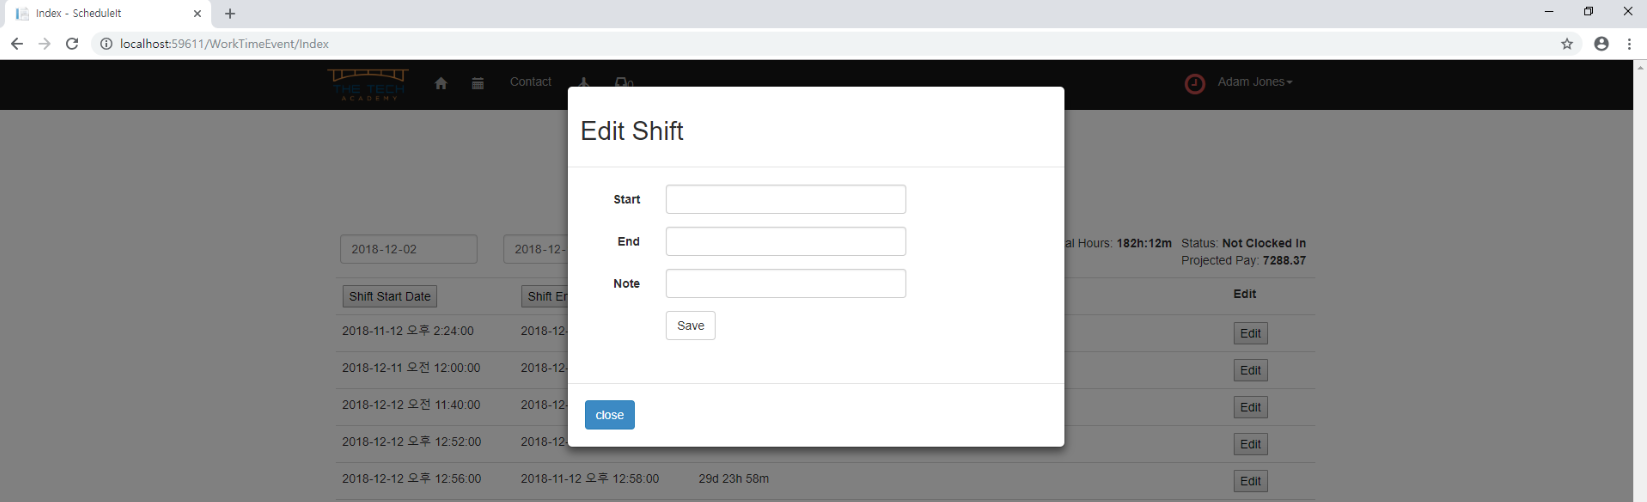 Index - ScheduleIt
localhost:59611/WorkTimeEvent/Index
THE TECH
ACADEMY
Contact
0
Adam Jones
Edit Shift
Start
End
Note
Save
close
2018-12-02
2018-12-
al Hours: 182h:12m
Status: Not Clocked In
Projected Pay: 7288.37
Shift Start Date
Shift En
Edit
2018-11-12 오후 2:24:00
2018-12-
Edit
2018-12-11 오전 12:00:00
2018-12-
Edit
2018-12-12 오전 11:40:00
2018-12-
Edit
2018-12-12 오후 12:52:00
2018-12-
Edit
2018-12-12 오후 12:56:00
2018-11-12 오후 12:58:00
29d 23h 58m
Edit